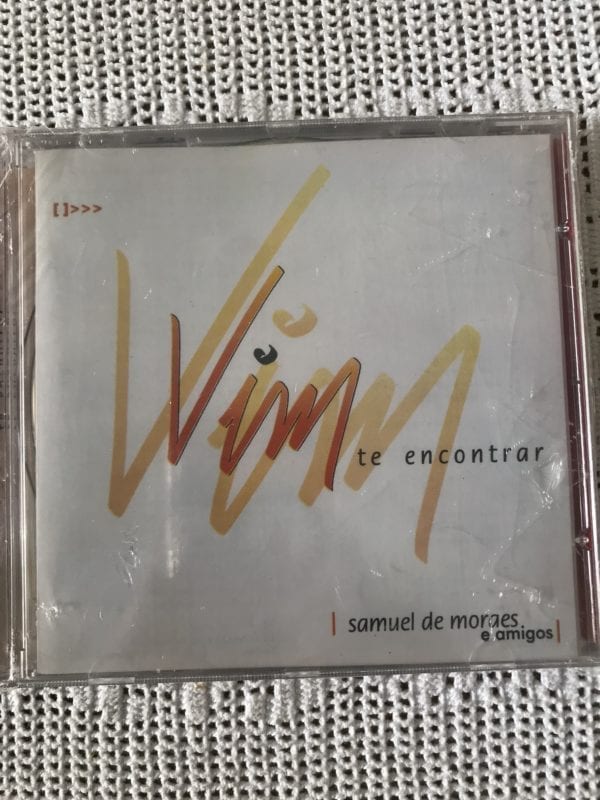 [ ]>>>
Vim
te encontrar
samuel de moraes
e amigos